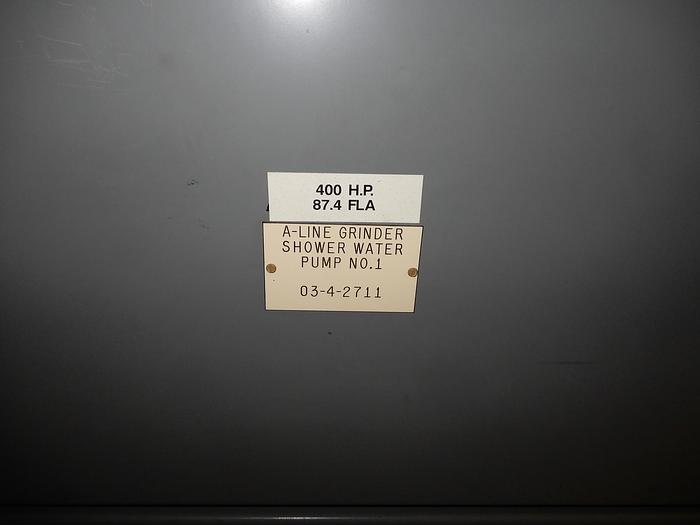 400 H.P.
87.4 FLA
A-LINE GRINDER
SHOWER WATER
PUMP NO.1
03-4-2711